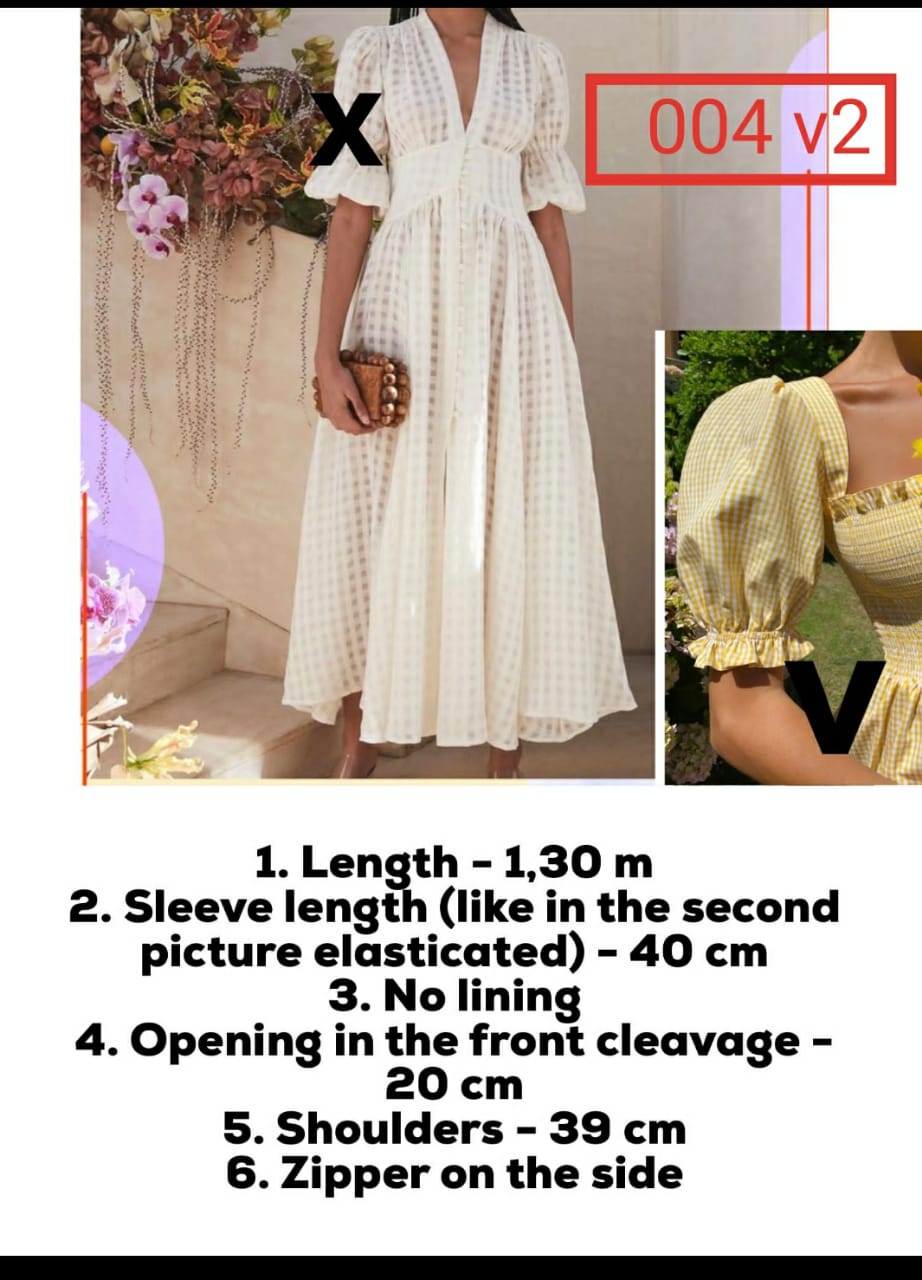 X
004 v2
V
1. Length - 1,30 m
2. Sleeve length (like in the second
picture elasticated) - 40 cm
3. No lining
4. Opening in the front cleavage -
20 cm
5. Shoulders - 39 cm
6. Zipper on the side